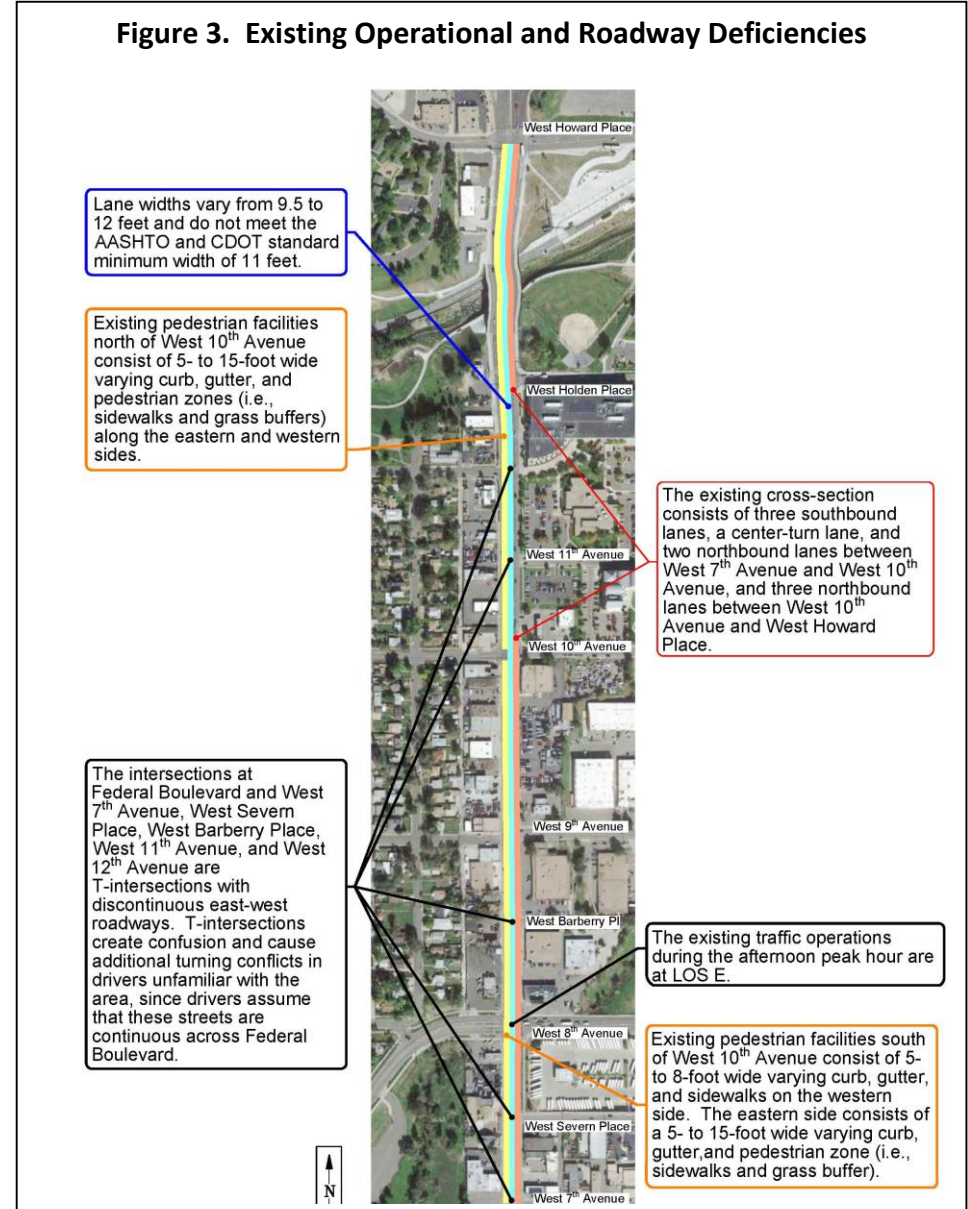 Figure 3.  Existing Operational and Roadway Deficiencies
West Howard Place
Lane widths vary from 9.5 to
12 feet and do not meet the
AASHTO and CDOT standard
minimum width of 11 feet.
Existing pedestrian facilities
north of West 10th Avenue
consist of 5- to 15-foot wide
varying curb, gutter, and
pedestrian zones (i.e.,
sidewalks and grass buffers)
along the eastern and western
sides.
West Holden Place
The existing cross-section
consists of three southbound
lanes, a center-turn lane, and
two northbound lanes between
West 7th Avenue and West 10th
Avenue, and three northbound
lanes between West 10th
Avenue and West Howard
Place.
West 11th Avenue
West 10th Avenue
The intersections at
Federal Boulevard and West
7th Avenue, West Severn
Place, West Barberry Place,
West 11th Avenue, and West
12th Avenue are
T-intersections with
discontinuous east-west
roadways.  T-intersections
create confusion and cause
additional turning conflicts in
drivers unfamiliar with the
area, since drivers assume
that these streets are
continuous across Federal
Boulevard.
West 9th Avenue
West Barberry Pl
The existing traffic operations
during the afternoon peak hour are
at LOS E.
West 8th Avenue
Existing pedestrian facilities south
of West 10th Avenue consist of 5-
to 8-foot wide varying curb, gutter,
and sidewalks on the western
side.  The eastern side consists of
a 5- to 15-foot wide varying curb,
gutter,and pedestrian zone (i.e.,
sidewalks and grass buffer).
West Severn Place
N
West 7th Avenue